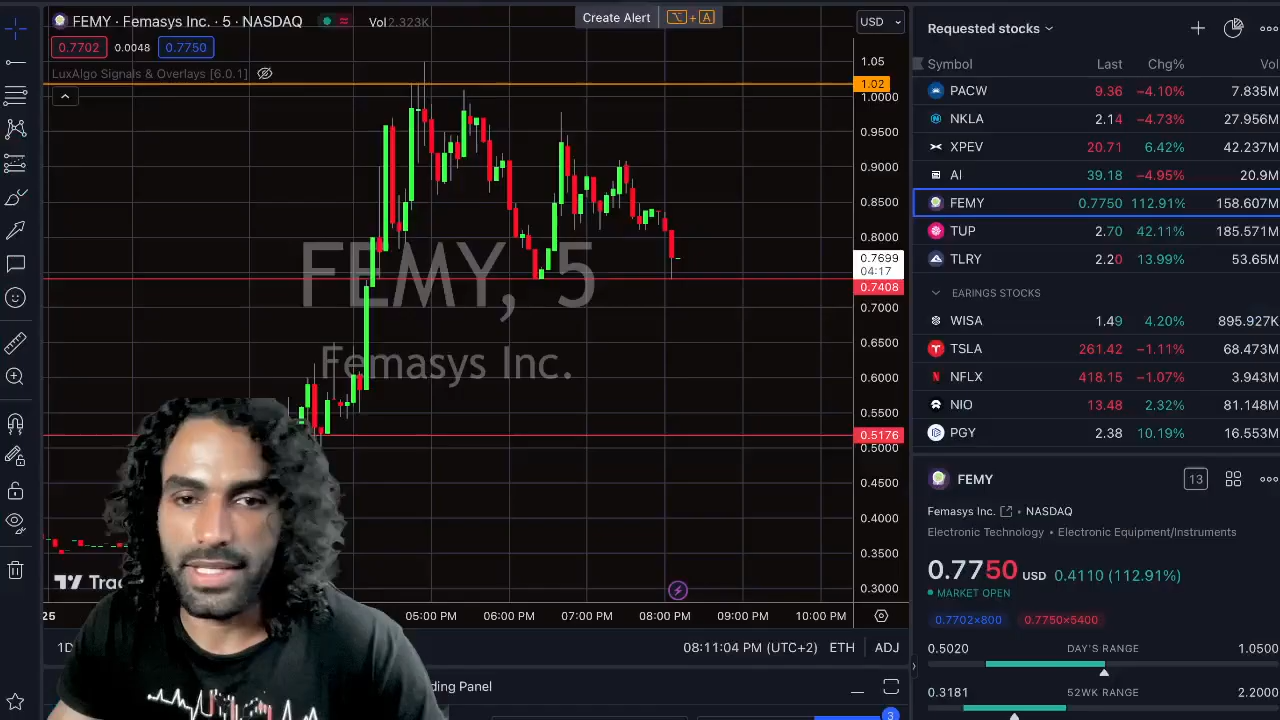 FEMY · Femasys Inc. · 5 · NASDAQ
Vol 2.323K
Create Alert
⌥ + A
USD
0.7702
0.0048
0.7750
LuxAlgo Signals & Overlays [6.0.1]
1.05
1.02
1.0000
0.9500
0.9000
0.8500
0.8000
0.7699
04:17
0.7408
0.7000
0.6500
0.6000
0.5500
0.5176
0.5000
0.4500
0.4000
0.3500
0.3000
FEMY, 5
Femasys Inc.
25
05:00 PM
06:00 PM
07:00 PM
08:00 PM
09:00 PM
10:00 PM
1D
08:11:04 PM (UTC+2)
ETH
ADJ
ding Panel
3
Requested stocks
Symbol Last Chg% Vol
PACW 9.36 −4.10% 7.835M
NKLA 2.14 −4.73% 27.956M
XPEV 20.71 6.42% 42.237M
AI 39.18 −4.95% 20.9M
FEMY 0.7750 112.91% 158.607M
TUP 2.70 42.11% 185.571M
TLRY 2.20 13.99% 53.65M
EARINGS STOCKS
WISA 1.49 4.20% 895.927K
TSLA 261.42 −1.11% 68.473M
NFLX 418.15 −1.07% 3.943M
NIO 13.48 2.32% 81.148M
PGY 2.38 10.19% 16.553M
FEMY
13
Femasys Inc. • NASDAQ
Electronic Technology • Electronic Equipment/Instruments
0.7750 USD 0.4110 (112.91%)
MARKET OPEN
0.7702×800
0.7750×5400
0.5020 DAY'S RANGE 1.0500
0.3181 52WK RANGE 2.2000